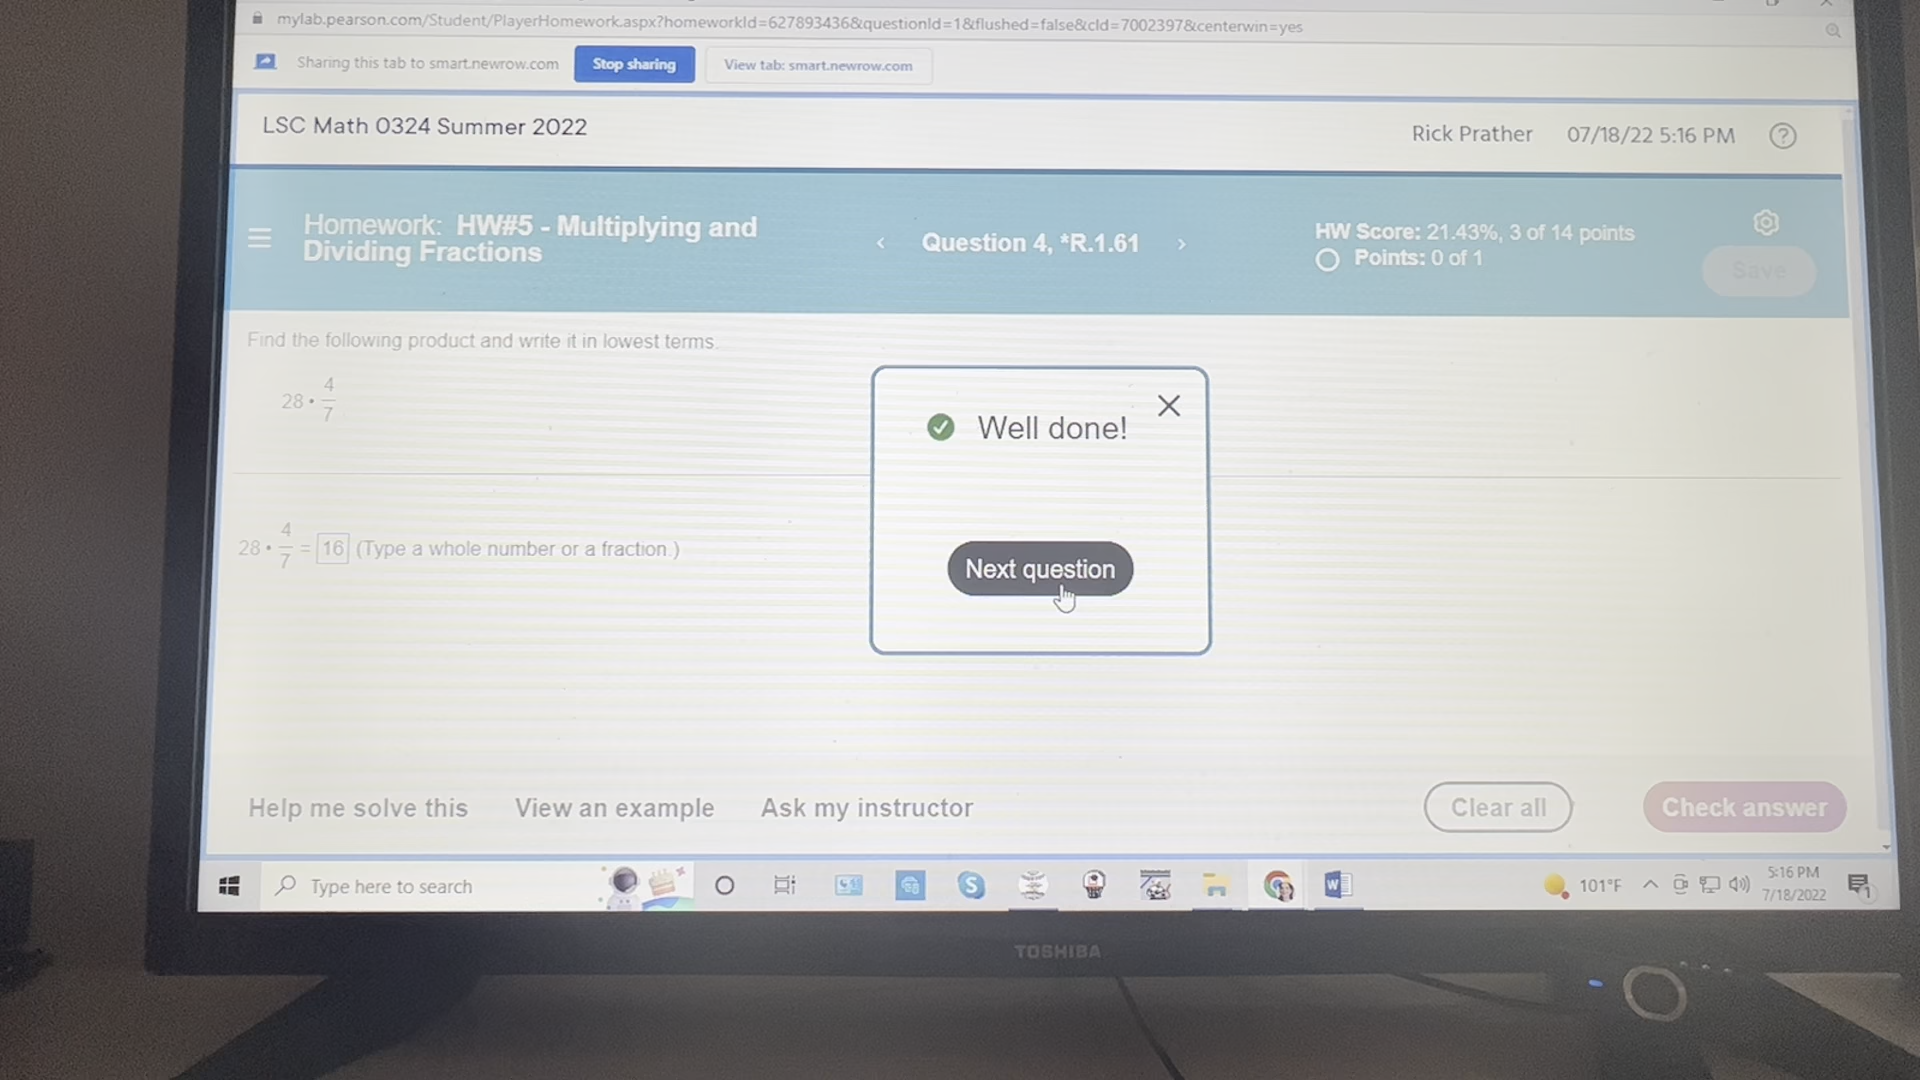 mylab.pearson.com/Student/PlayerHomework.aspx?homeworkId=627893436&questionId=1&flushed=false&cId=7002397&centerwin=yes
Sharing this tab to smart.newrow.com Stop sharing View tab: smart.newrow.com
LSC Math 0324 Summer 2022
Rick Prather 07/18/22 5:16 PM ?
Homework: HW#5 - Multiplying and
Dividing Fractions
‹ Question 4, *R.1.61 ›
HW Score: 21.43%, 3 of 14 points
Points: 0 of 1
Save
Find the following product and write it in lowest terms.
28 • 4/7
Well done!
Next question
28 • 4/7 = 16 (Type a whole number or a fraction.)
Help me solve this View an example Ask my instructor
Clear all Check answer
Type here to search
S
W
101°F
5:16 PM
7/18/2022
1
TOSHIBA